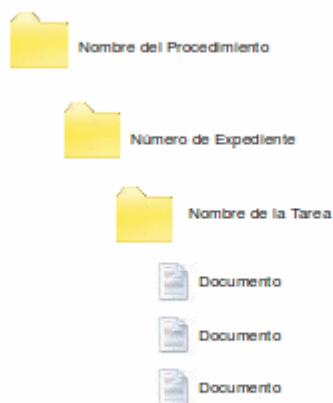 Nombre del Procedimiento
Número de Expediente
Nombre de la Tarea
Documento
Documento
Documento